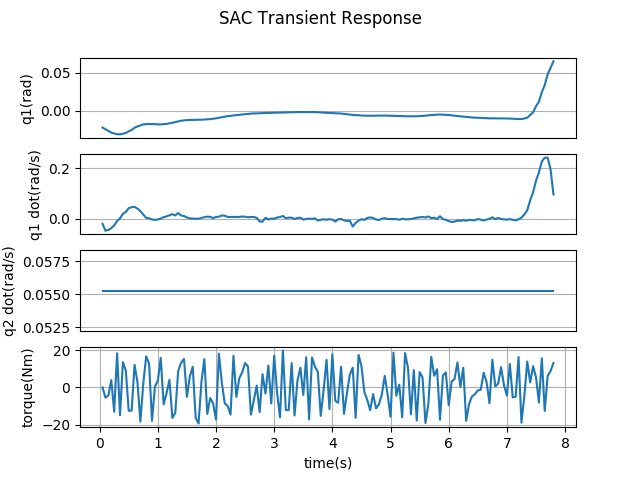 SAC Transient Response
q1(rad)
0.05
0.00
q1 dot(rad/s)
0.2
0.0
q2 dot(rad/s)
0.0575
0.0550
0.0525
torque(Nm)
20
0
−20
0 1 2 3 4 5 6 7 8
time(s)